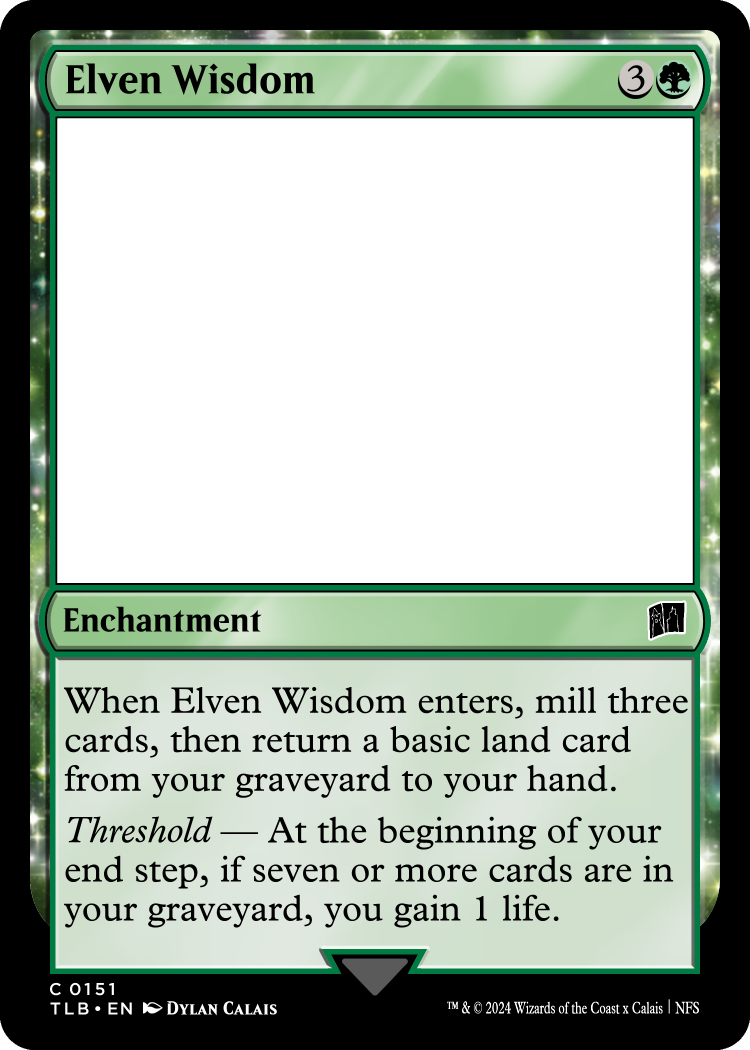 Elven Wisdom 3
Enchantment
When Elven Wisdom enters, mill three
cards, then return a basic land card
from your graveyard to your hand.
Threshold — At the beginning of your
end step, if seven or more cards are in
your graveyard, you gain 1 life.
C 0151
TLB • EN DYLAN CALAIS
™ & © 2024 Wizards of the Coast x Calais | NFS